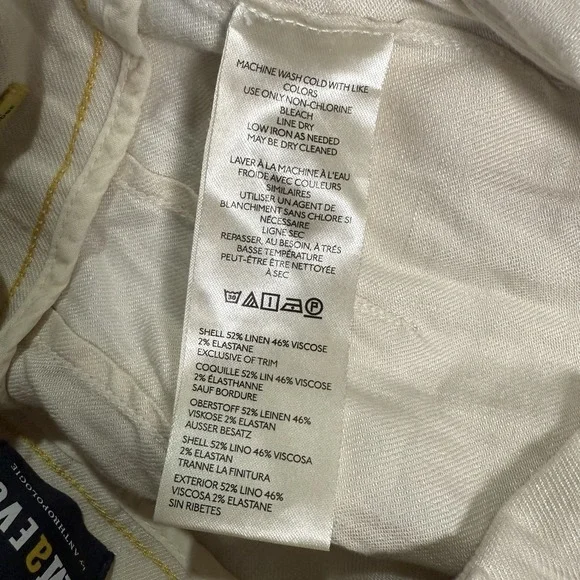 MACHINE WASH COLD WITH LIKE
COLORS
USE ONLY NON-CHLORINE
BLEACH
LINE DRY
LOW IRON AS NEEDED
MAY BE DRY CLEANED
LAVER À LA MACHINE À L'EAU
FROIDE AVEC COULEURS
SIMILAIRES
UTILISER UN AGENT DE
BLANCHIMENT SANS CHLORE SI
NÉCESSAIRE
LIGNE SEC
REPASSER, AU BESOIN, À TRÈS
BASSE TEMPÉRATURE
PEUT-ÊTRE ÊTRE NETTOYÉE
À SEC
30 P
SHELL 52% LINEN 46% VISCOSE
2% ELASTANE
EXCLUSIVE OF TRIM
COQUILLE 52% LIN 46% VISCOSE
2% ÉLASTHANNE
SAUF BORDURE
OBERSTOFF 52% LEINEN 46%
VISKOSE 2% ELASTAN
AUSSER BESATZ
SHELL 52% LINO 46% VISCOSA
2% ELASTAN
TRANNE LA FINITURA
EXTERIOR 52% LINO 46%
VISCOSA 2% ELASTANE
SIN RIBETES
BY ANTHROPOLOGIE